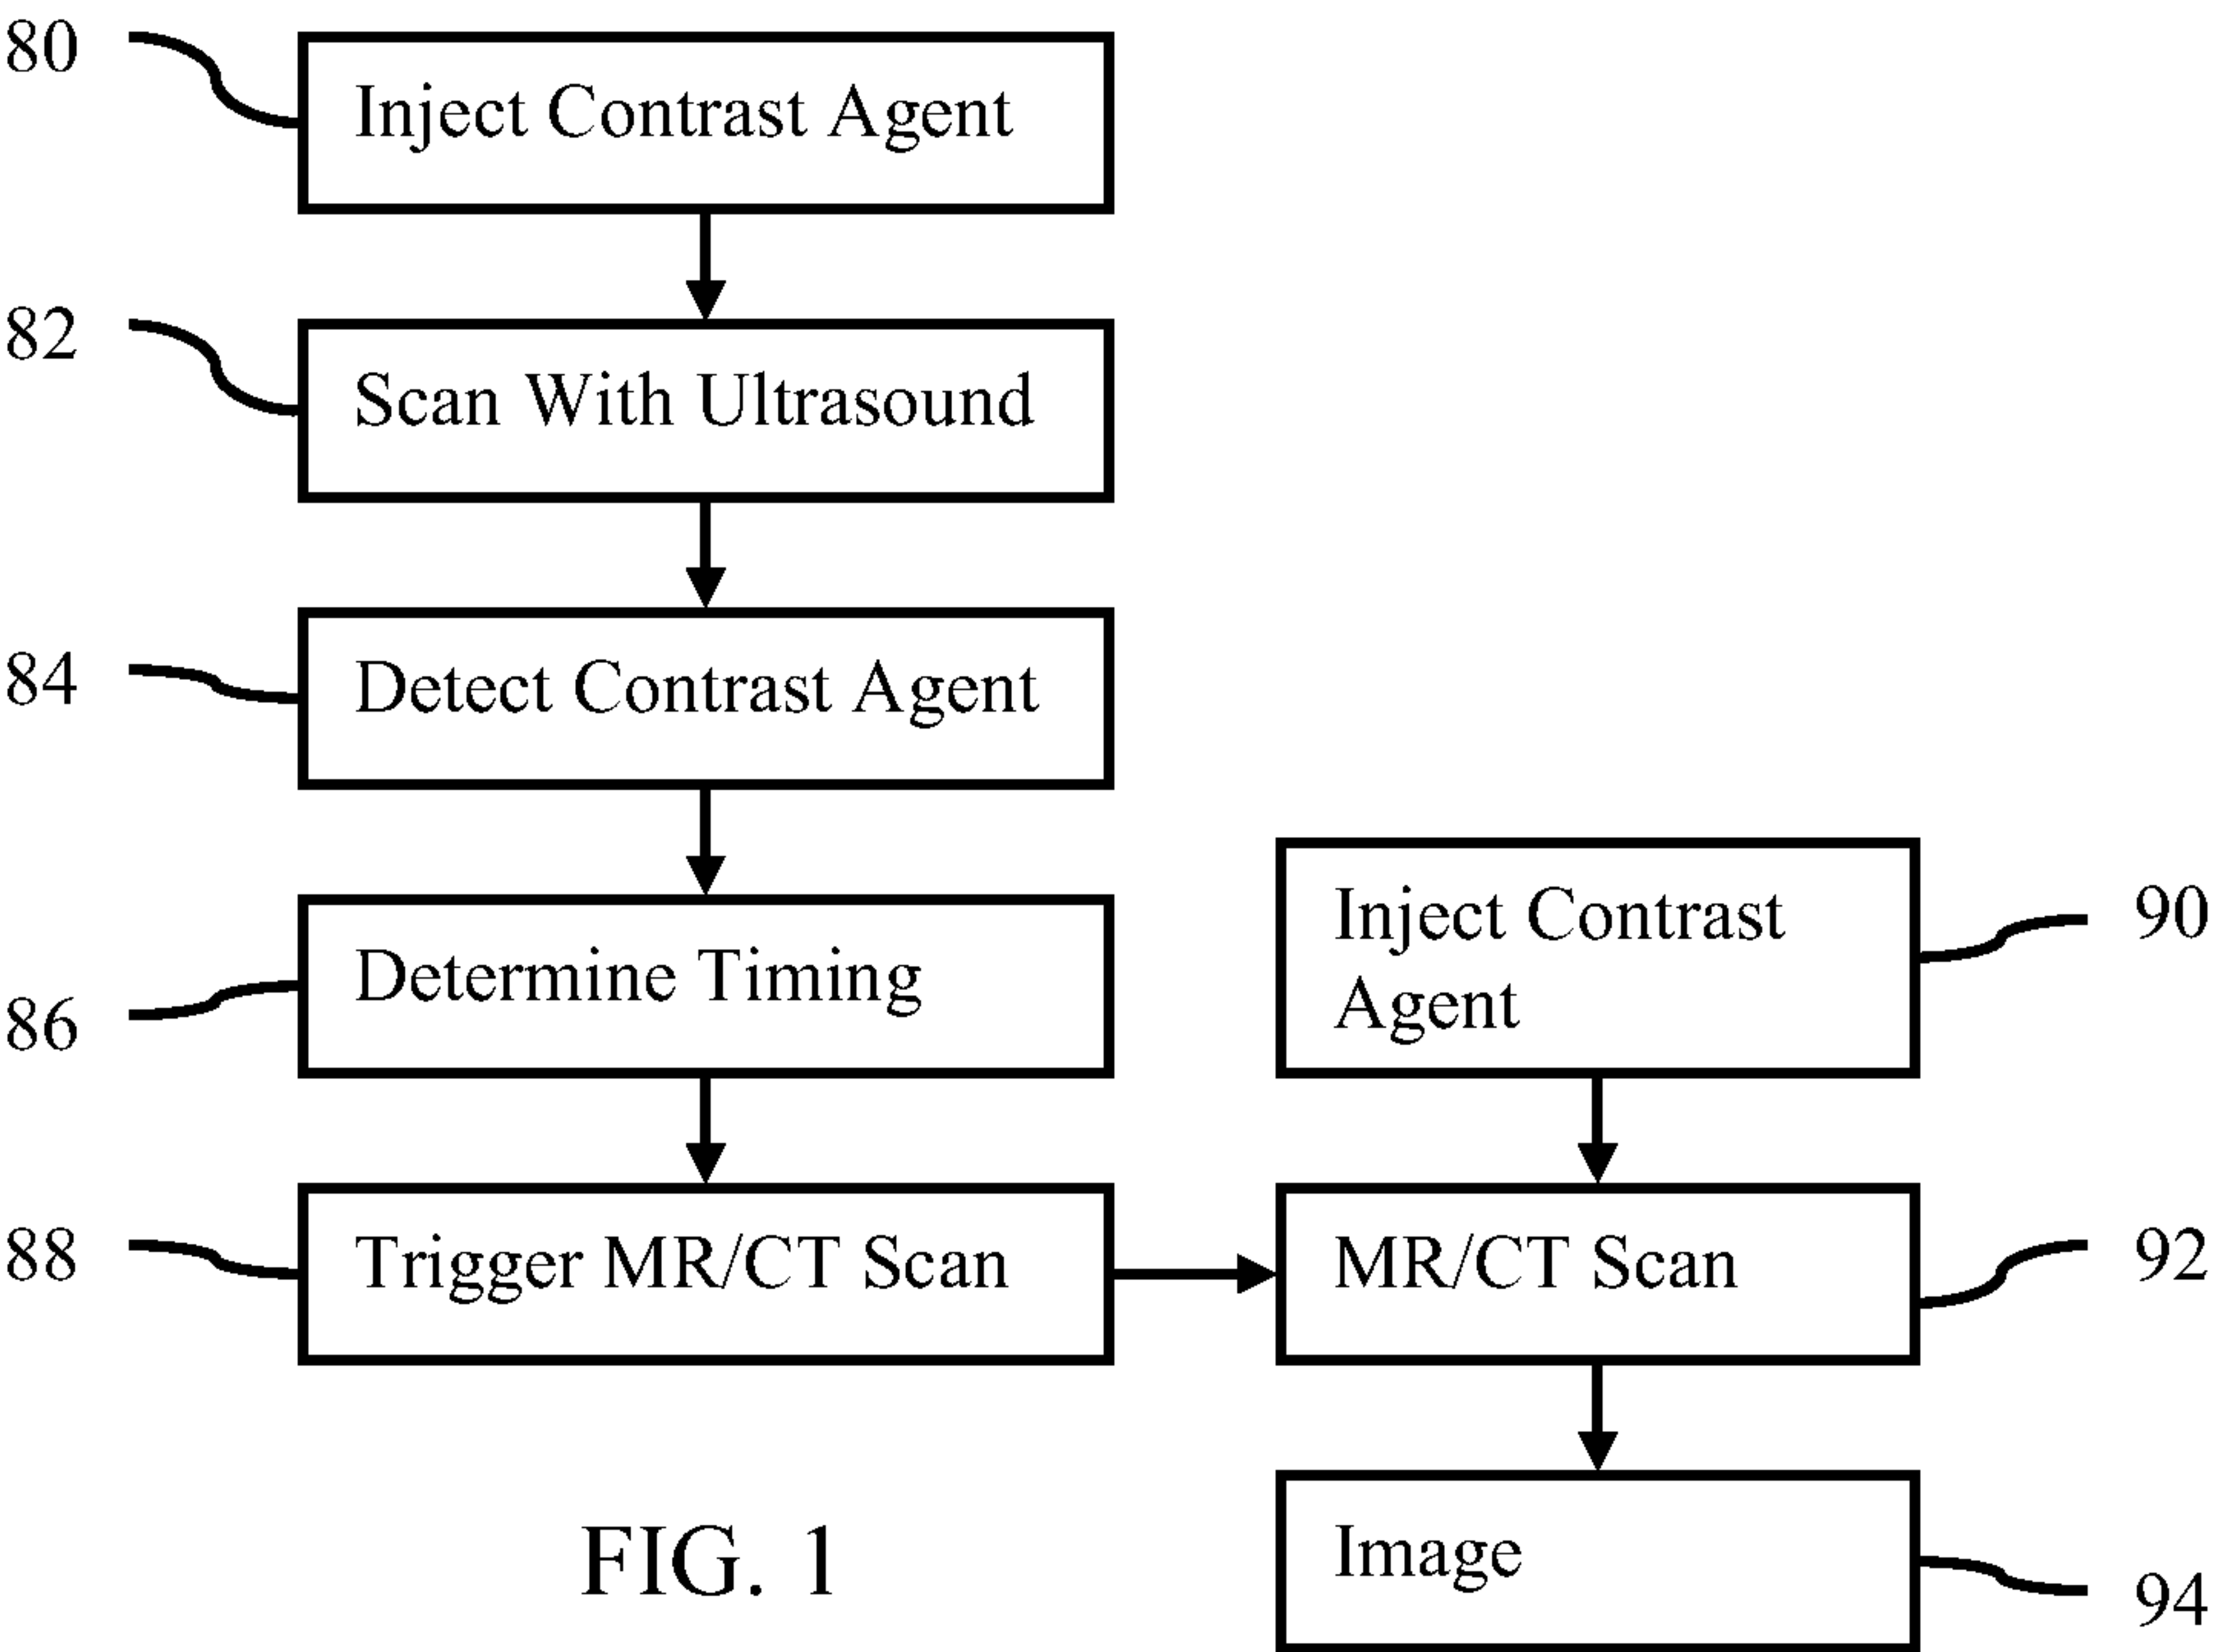 80
Inject Contrast Agent
82
Scan With Ultrasound
84
Detect Contrast Agent
86
Determine Timing
88
Trigger MR/CT Scan
Inject Contrast
Agent
90
MR/CT Scan
92
Image
94
FIG. 1